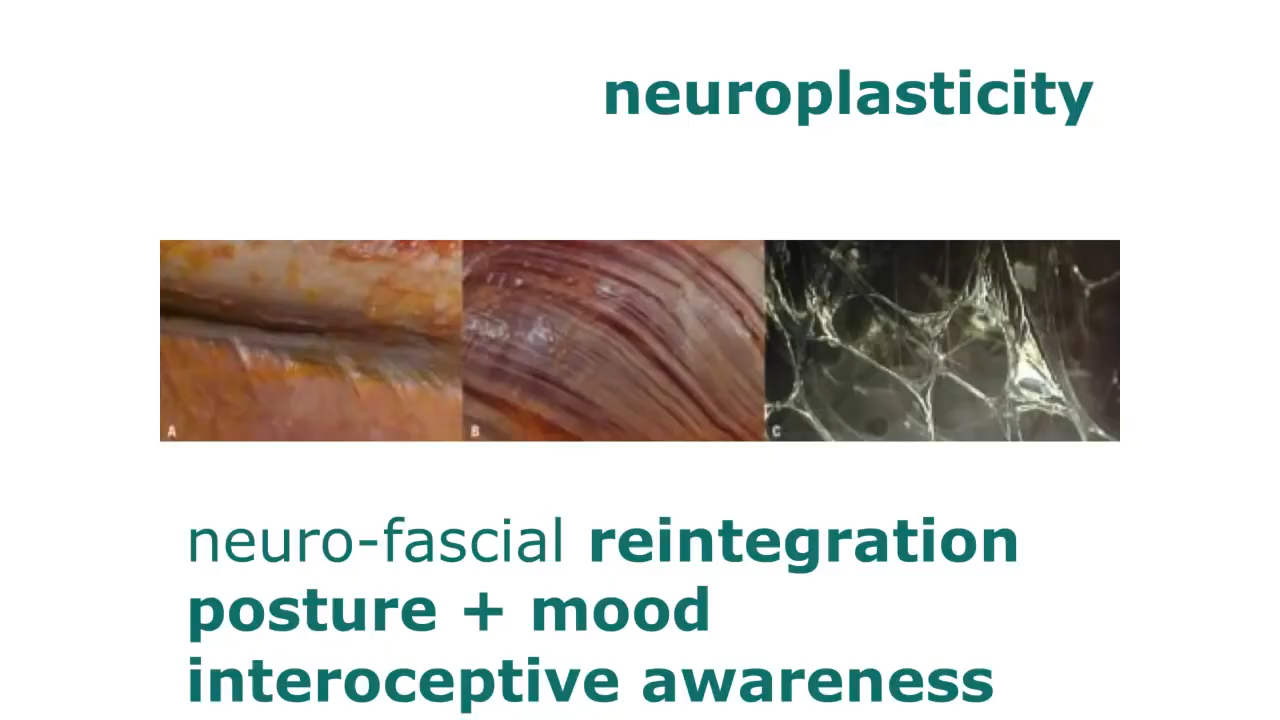 neuroplasticity
A B C
neuro-fascial reintegration
posture + mood
interoceptive awareness